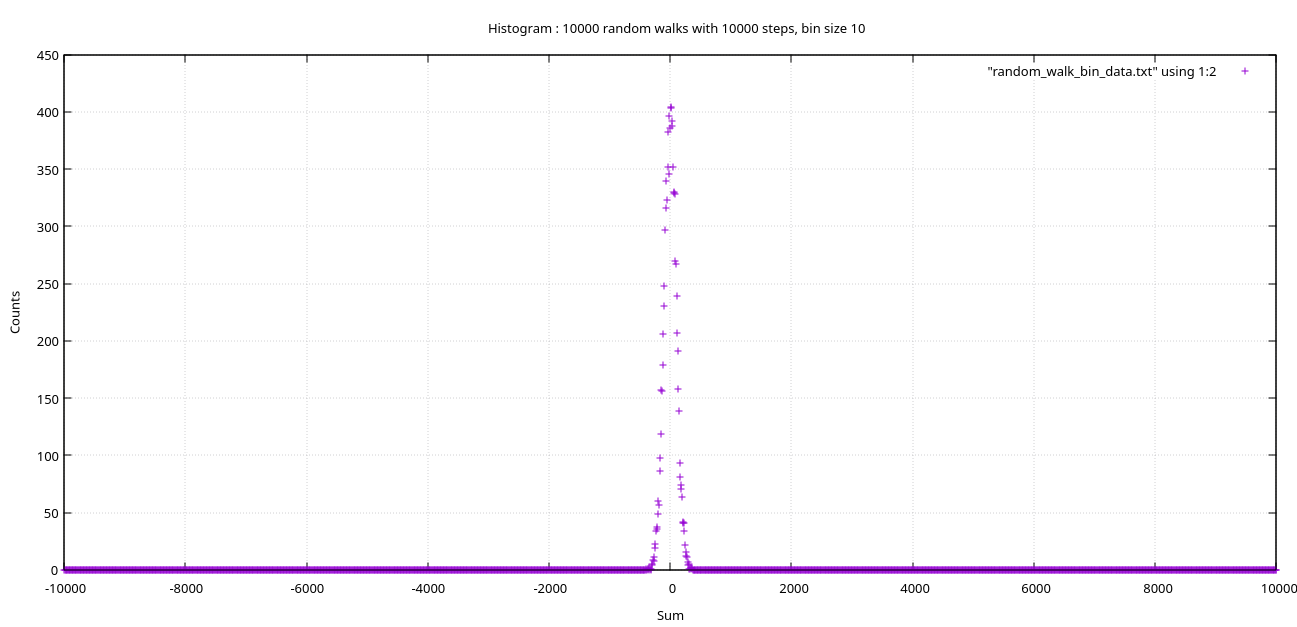 Histogram : 10000 random walks with 10000 steps, bin size 10
"random_walk_bin_data.txt" using 1:2
450
400
350
300
250
200
150
100
50
0
Counts
-10000 -8000 -6000 -4000 -2000 0 2000 4000 6000 8000 10000
Sum